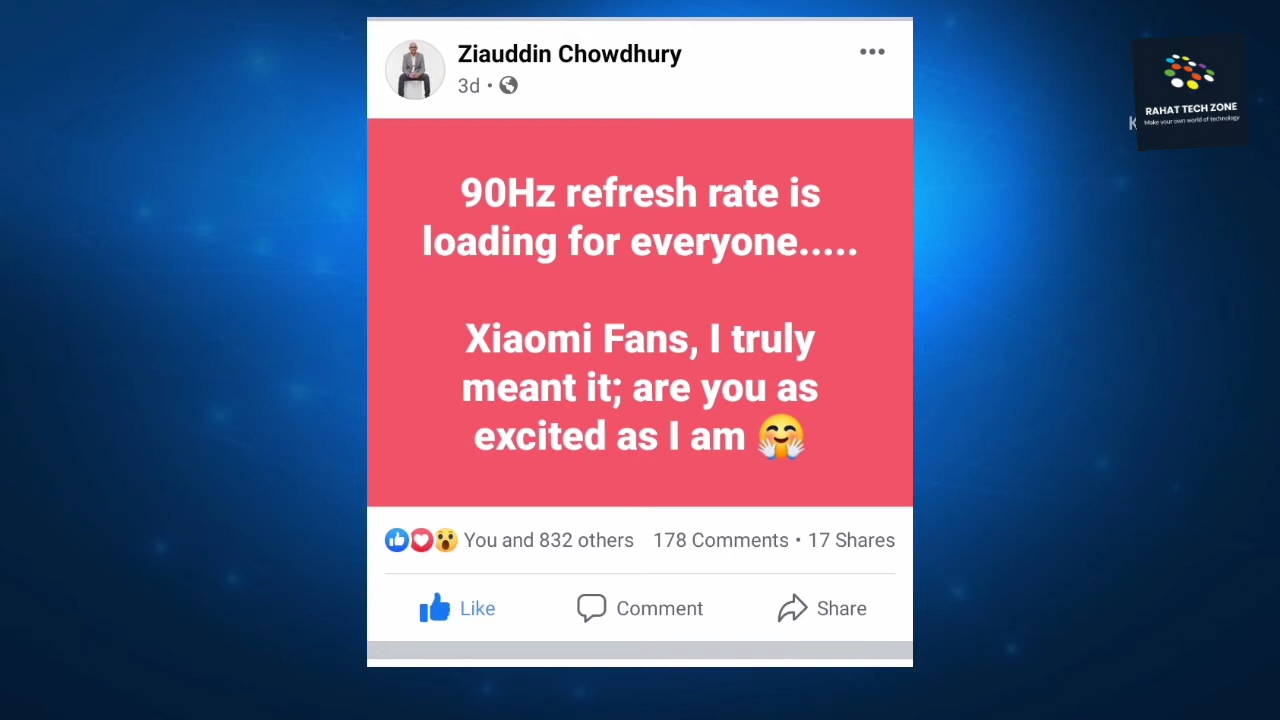 Ziauddin Chowdhury
3d •
90Hz refresh rate is
loading for everyone.....
Xiaomi Fans, I truly
meant it; are you as
excited as I am 🤗
You and 832 others 178 Comments • 17 Shares
Like Comment Share
RAHAT TECH ZONE
Make your own world of technology
K